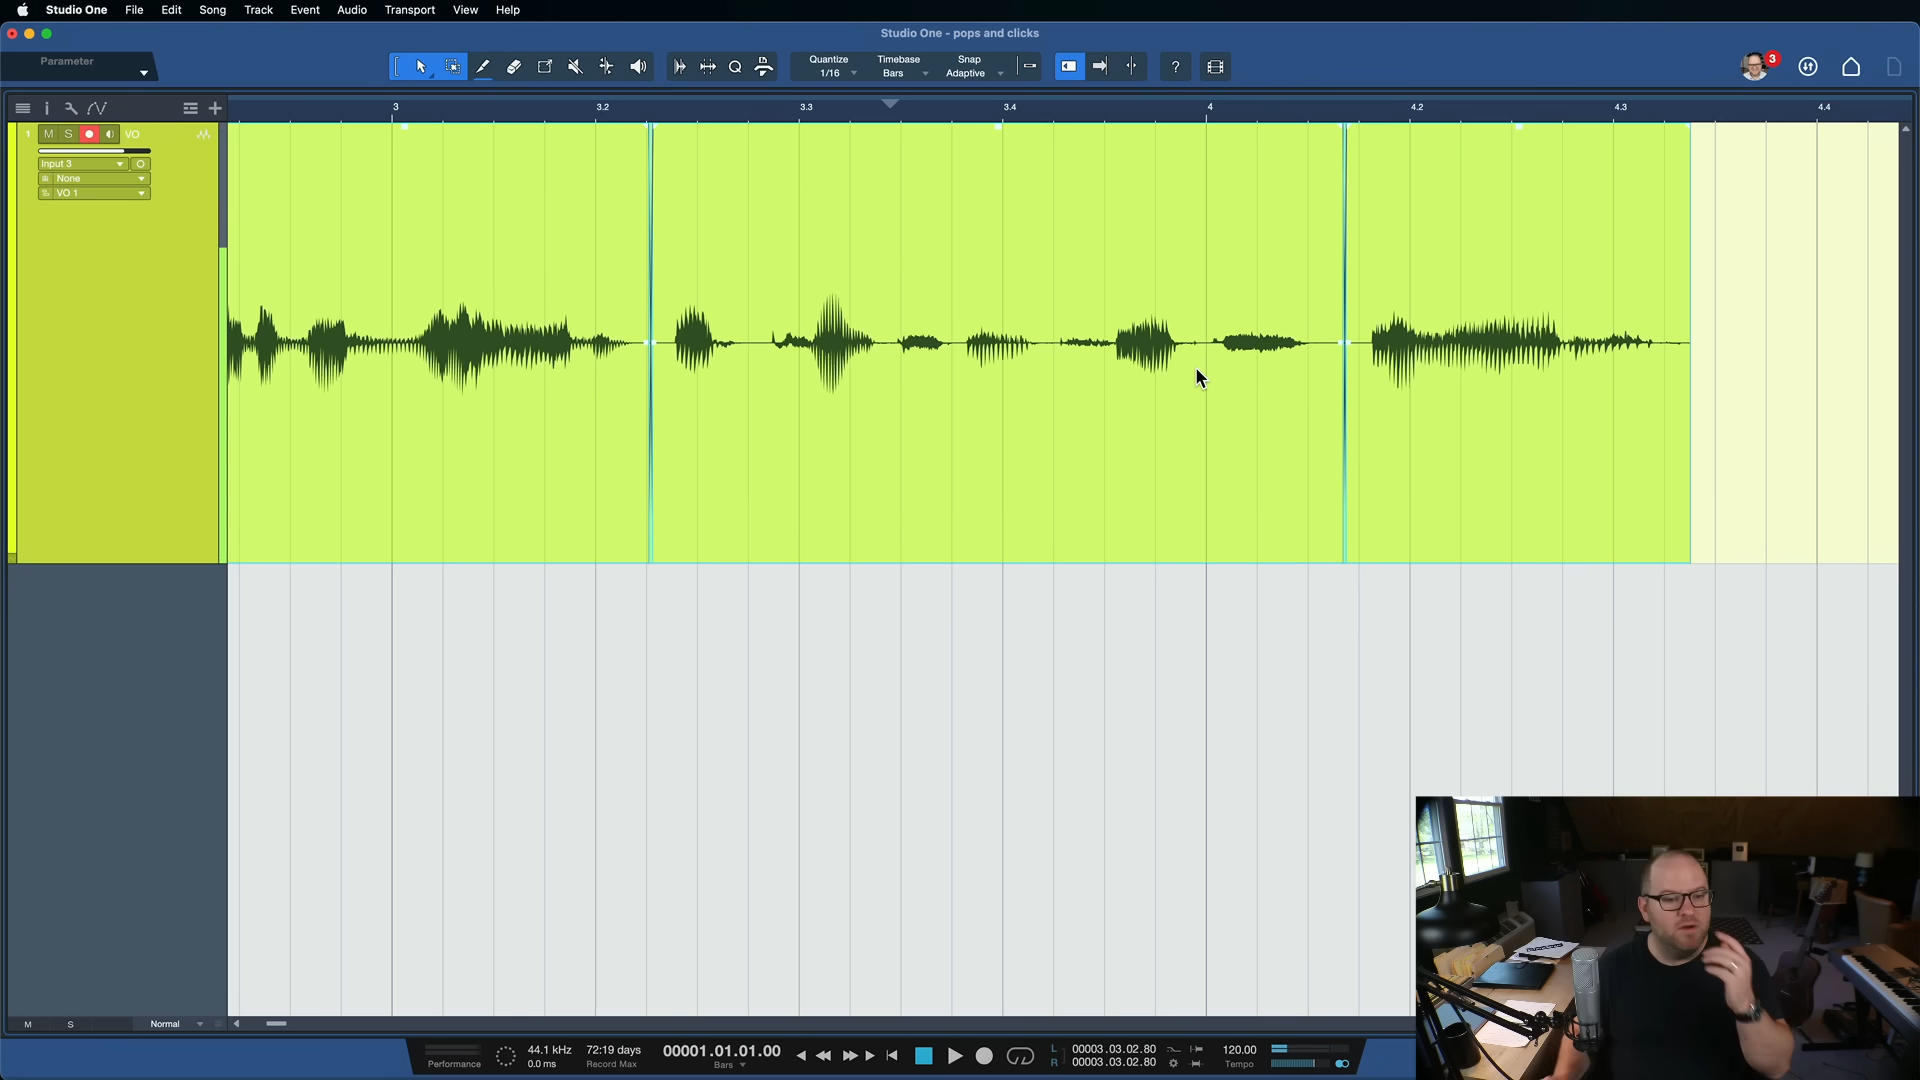 Studio One File Edit Song Track Event Audio Transport View Help
Studio One - pops and clicks
Parameter
Quantize Timebase Snap
1/16 Bars Adaptive
?
3
3 3.2 3.3 3.4 4 4.2 4.3 4.4
1 M S VO
Input 3
None
VO 1
M S Normal
Performance
44.1 kHz
0.0 ms
72:19 days
Record Max
00001.01.01.00
Bars
L 00003.03.02.80
R 00003.03.02.80
120.00
Tempo